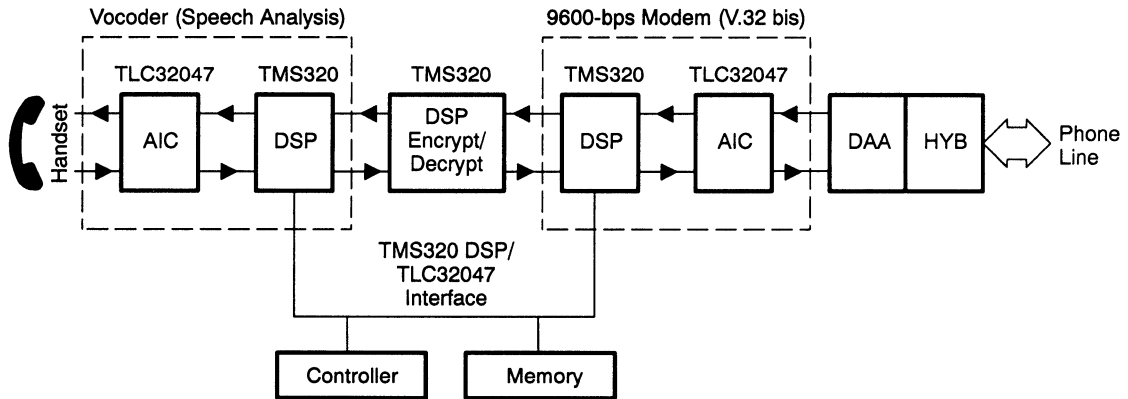 Vocoder (Speech Analysis)
9600-bps Modem (V.32 bis)
TLC32047
TMS320
TMS320
TMS320
TLC32047
Handset
AIC
DSP
DSP
Encrypt/
Decrypt
DSP
AIC
DAA
HYB
Phone
Line
TMS320 DSP/
TLC32047
Interface
Controller
Memory